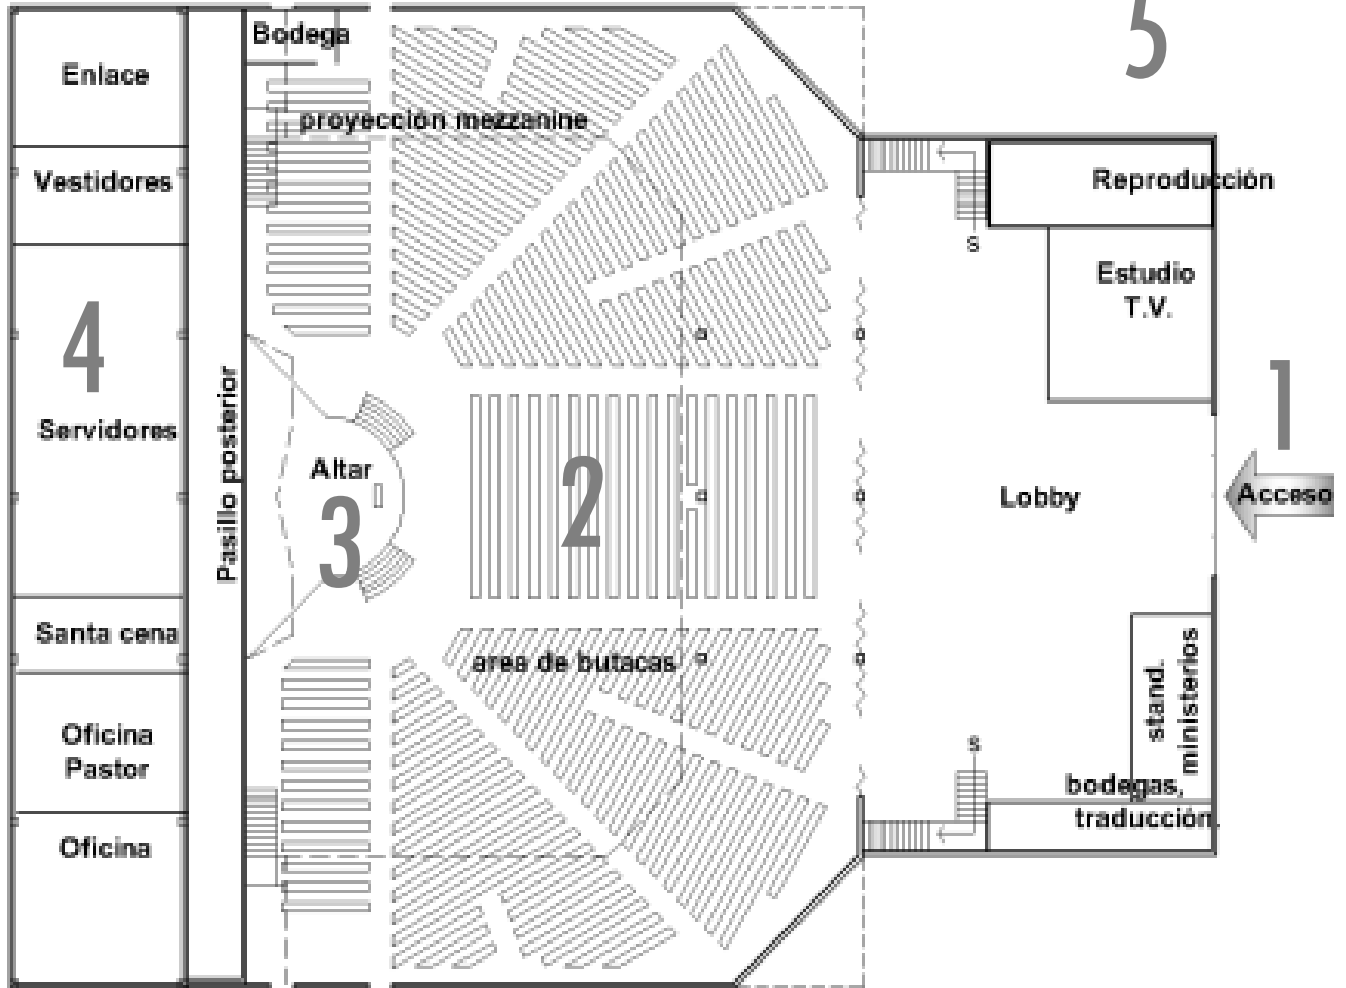 5
Bodega
Enlace
proyección mezzanine
Vestidores
Reproducción
S
Estudio
T.V.
4
1
Servidores
Pasillo posterior
Altar
3
2
Lobby
Acceso
Santa cena
area de butacas
stand.
ministerios
Oficina
Pastor
S
bodegas,
traducción.
Oficina